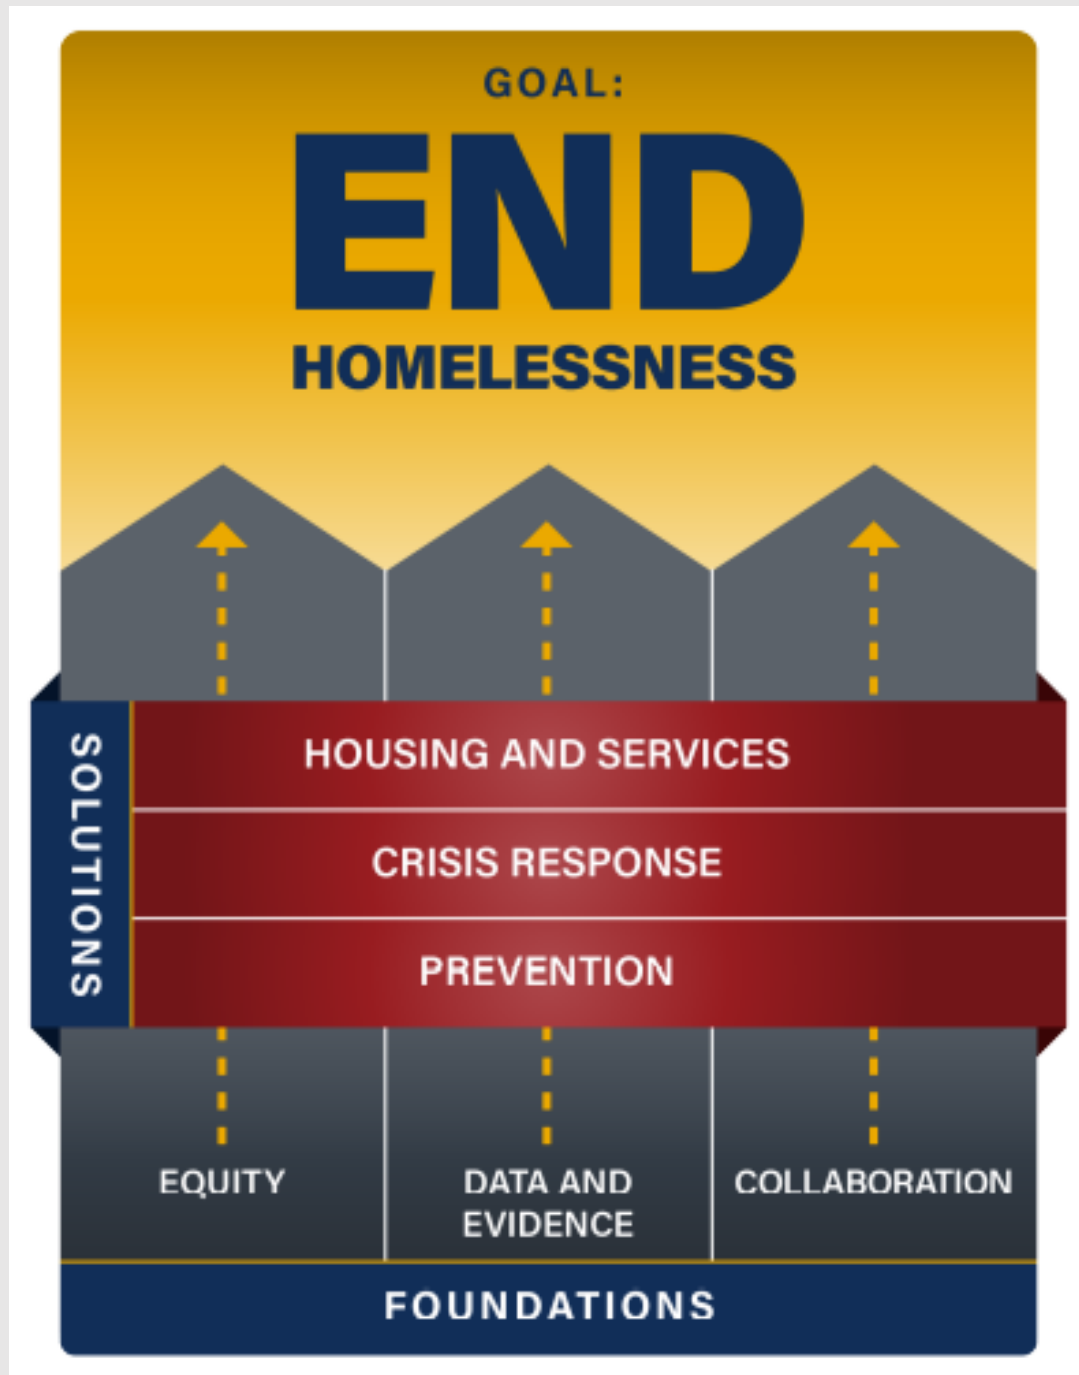 GOAL:
END
HOMELESSNESS
SOLUTIONS
HOUSING AND SERVICES
CRISIS RESPONSE
PREVENTION
EQUITY
DATA AND
EVIDENCE
COLLABORATION
FOUNDATIONS